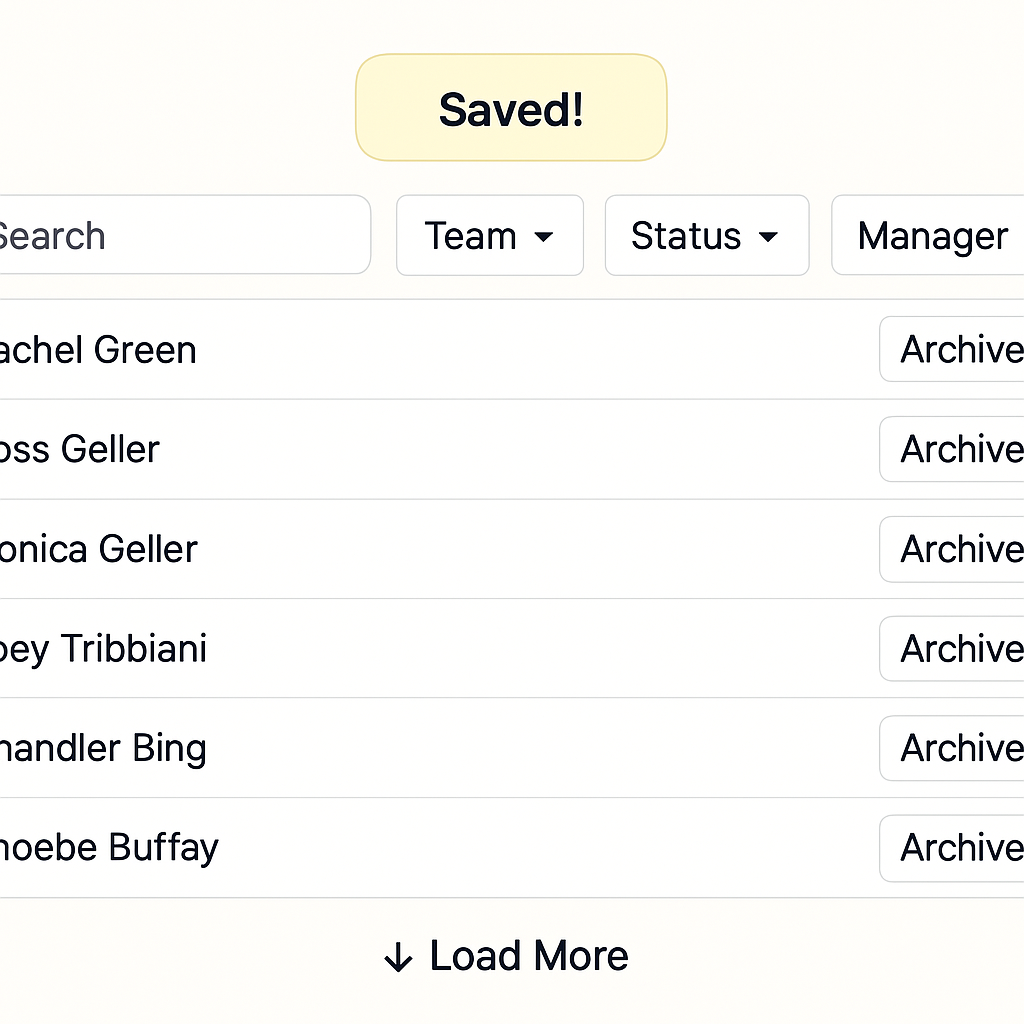 Saved!
Search Team Status Manager
achel Green Archive
oss Geller Archive
onica Geller Archive
oey Tribbiani Archive
handler Bing Archive
hoebe Buffay Archive
Load More